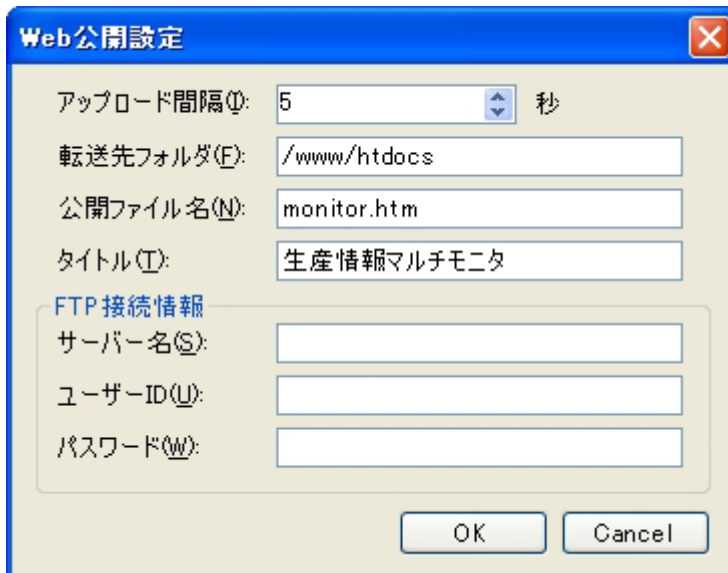 Web公開設定
アップロード間隔(I): 5 秒
転送先フォルダ(F): /www/htdocs
公開ファイル名(N): monitor.htm
タイトル(T): 生産情報マルチモニタ
FTP接続情報
サーバー名(S):
ユーザーID(U):
パスワード(W):
OK Cancel